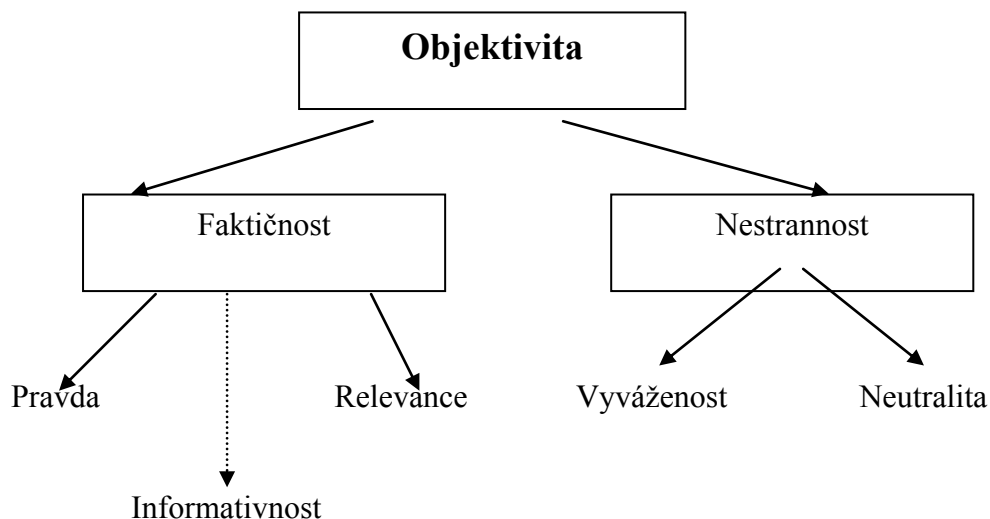 Objektivita
Faktičnost
Nestrannost
Pravda
Relevance
Vyváženost
Neutralita
Informativnost